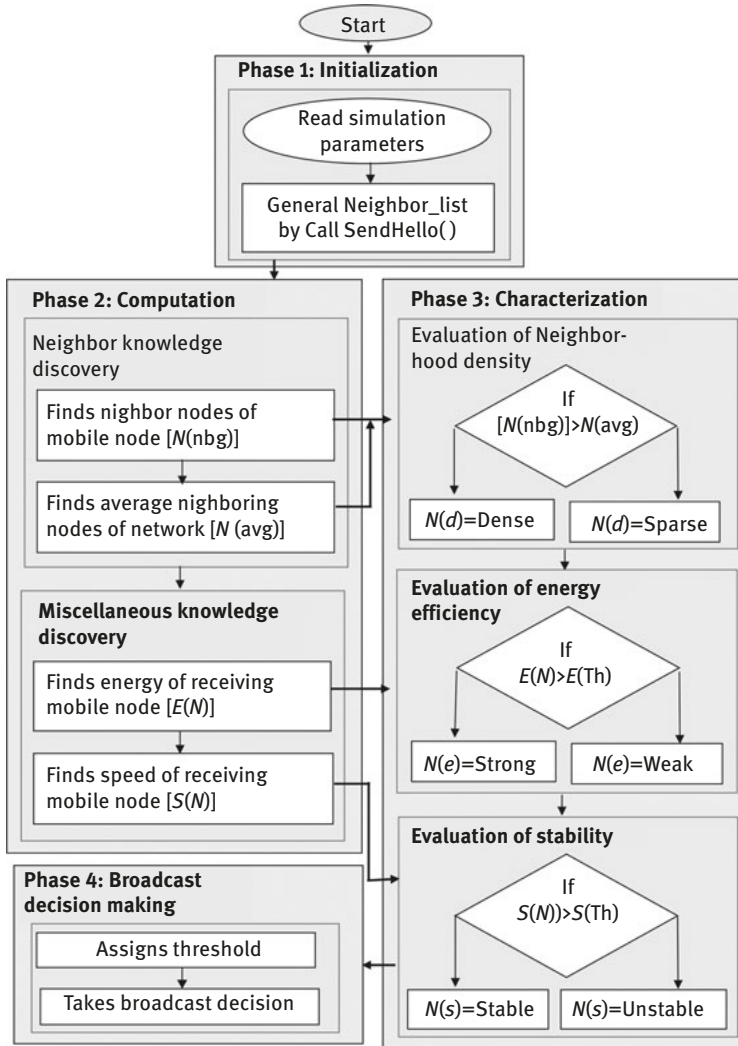 Start
Phase 1: Initialization
Read simulation
parameters
General Neighbor_list
by Call SendHello( )
Phase 2: Computation
Neighbor knowledge
discovery
Finds nighbor nodes of
mobile node [N(nbg)]
Finds average nighboring
nodes of network [N (avg)]
Miscellaneous knowledge
discovery
Finds energy of receiving
mobile node [E(N)]
Finds speed of receiving
mobile node [S(N)]
Phase 3: Characterization
Evaluation of Neighbor-
hood density
If
[N(nbg)]>N(avg)
N(d)=Dense
N(d)=Sparse
Evaluation of energy
efficiency
If
E(N)>E(Th)
N(e)=Strong
N(e)=Weak
Evaluation of stability
If
S(N))>S(Th)
N(s)=Stable
N(s)=Unstable
Phase 4: Broadcast
decision making
Assigns threshold
Takes broadcast decision